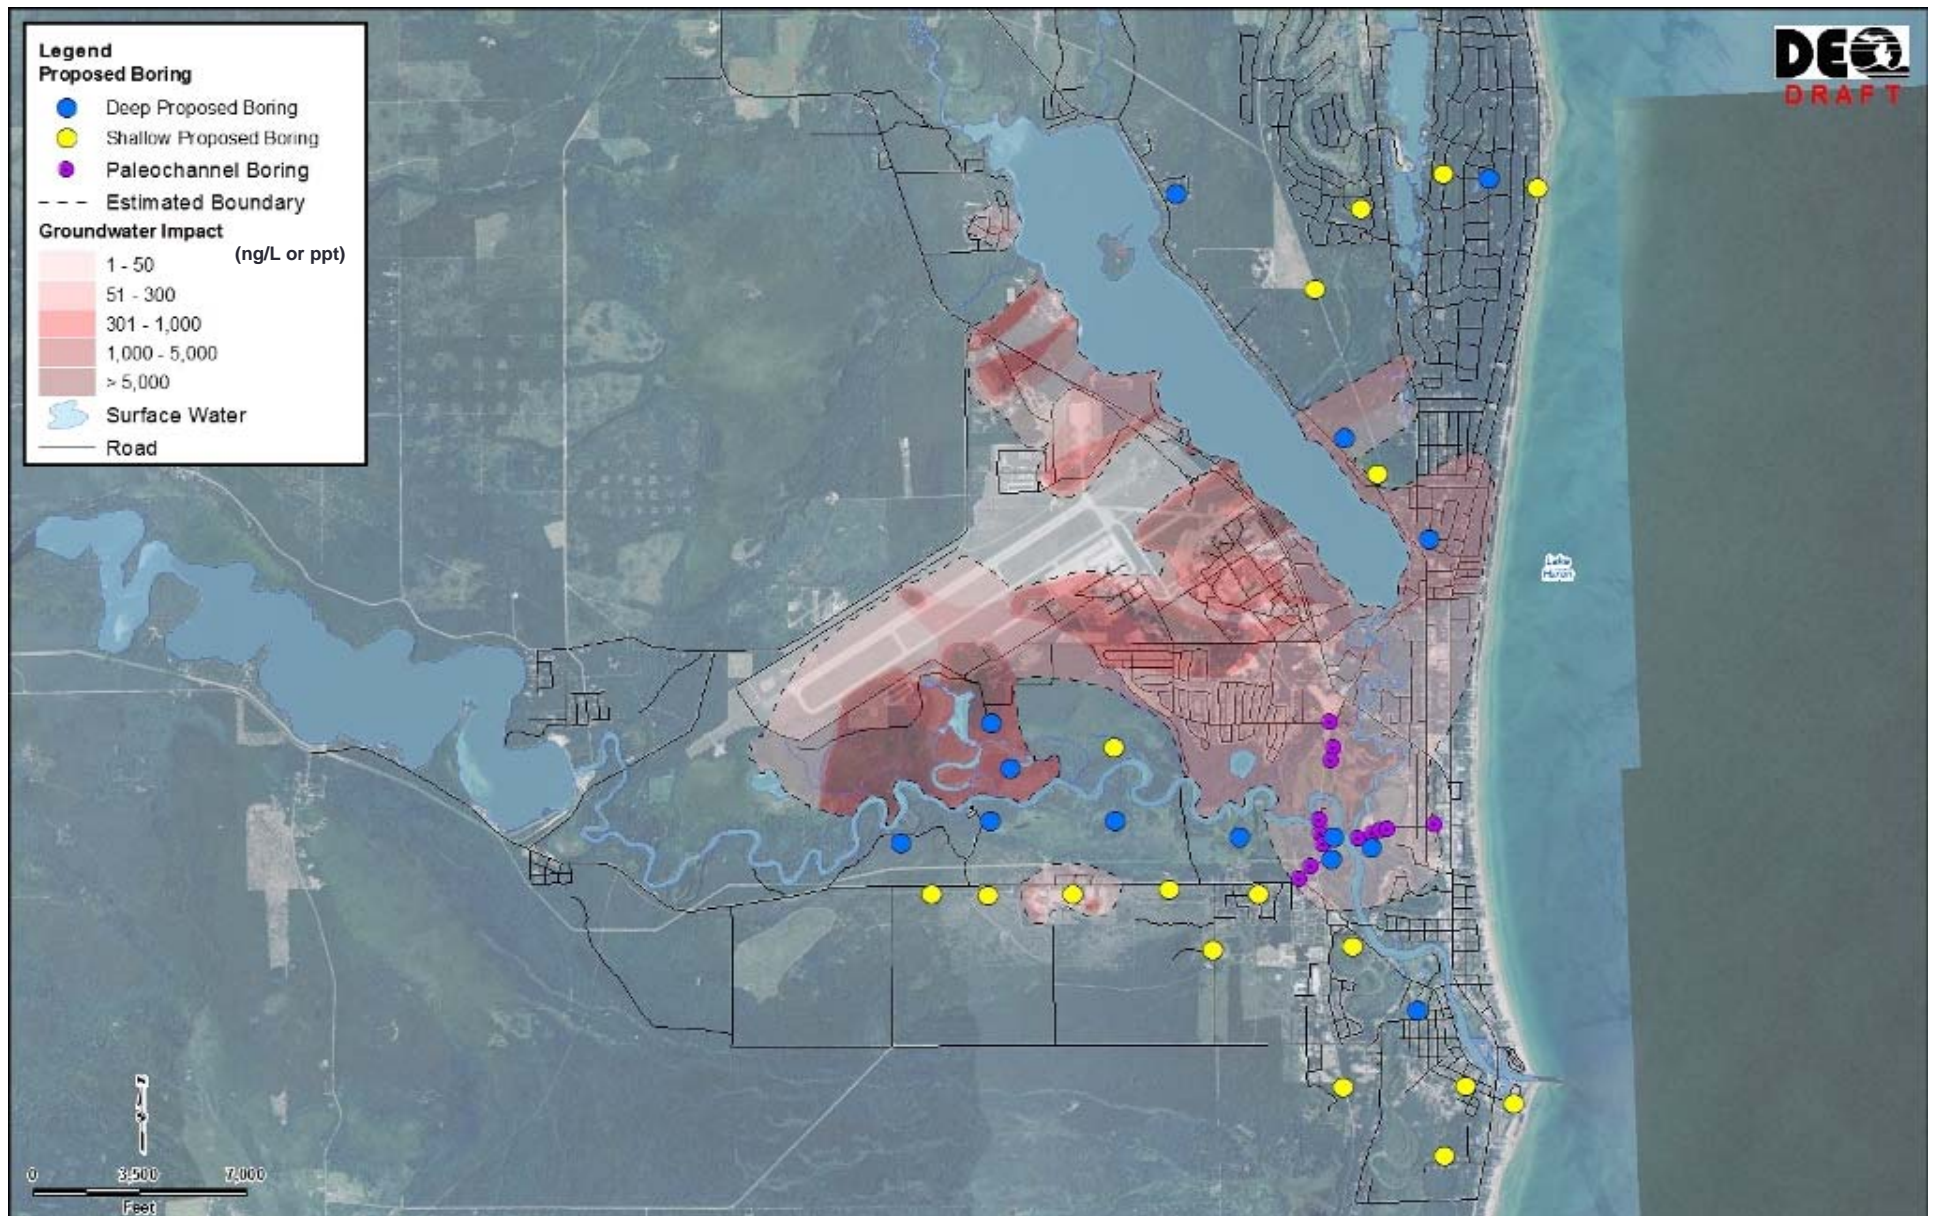 Legend
Proposed Boring
Deep Proposed Boring
Shallow Proposed Boring
Paleochannel Boring
Estimated Boundary
Groundwater Impact
(ng/L or ppt)
1 - 50
51 - 300
301 - 1,000
1,000 - 5,000
> 5,000
Surface Water
Road
DEQ
DRAFT
Lake
Huron
N
0 3,500 7,000
Feet